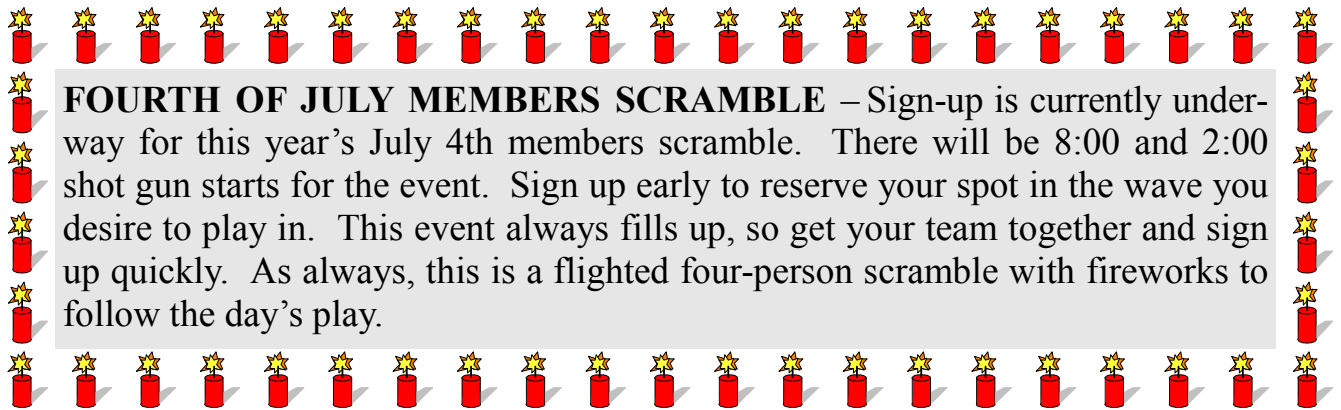 FOURTH OF JULY MEMBERS SCRAMBLE – Sign-up is currently under-
way for this year’s July 4th members scramble. There will be 8:00 and 2:00
shot gun starts for the event. Sign up early to reserve your spot in the wave you
desire to play in. This event always fills up, so get your team together and sign
up quickly. As always, this is a flighted four-person scramble with fireworks to
follow the day’s play.